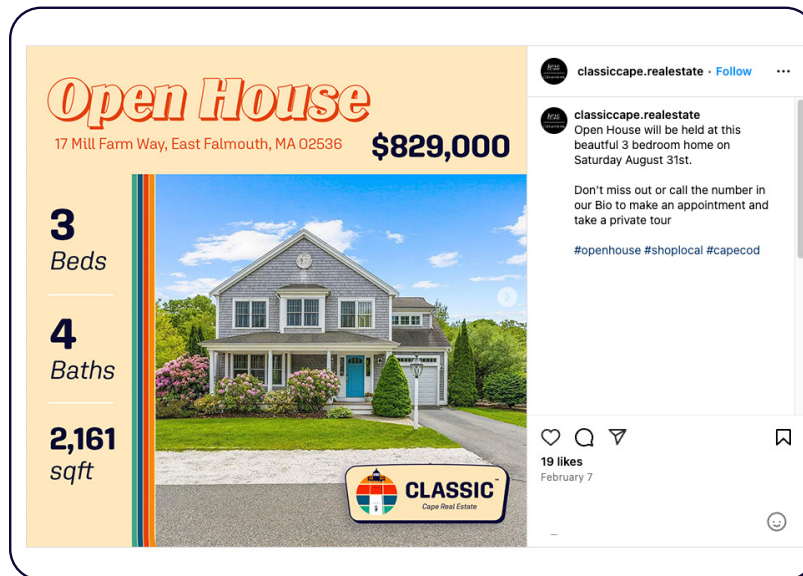 Open House
17 Mill Farm Way, East Falmouth, MA 02536
$829,000
3
Beds
4
Baths
2,161
sqft
CLASSIC™
Cape Real Estate
classiccape.realestate · Follow
classiccape.realestate
Open House will be held at this
beautful 3 bedroom home on
Saturday August 31st.
Don't miss out or call the number in
our Bio to make an appointment and
take a private tour
#openhouse #shoplocal #capecod
19 likes
February 7